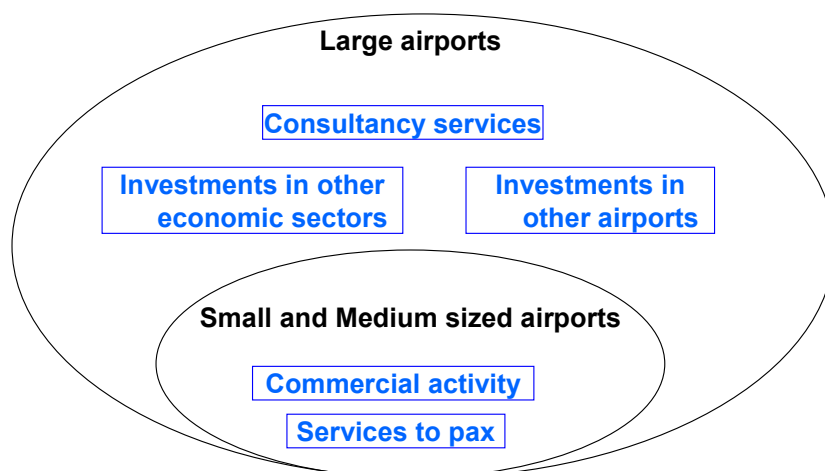 Large airports
Consultancy services
Investments in other
economic sectors
Investments in
other airports
Small and Medium sized airports
Commercial activity
Services to pax